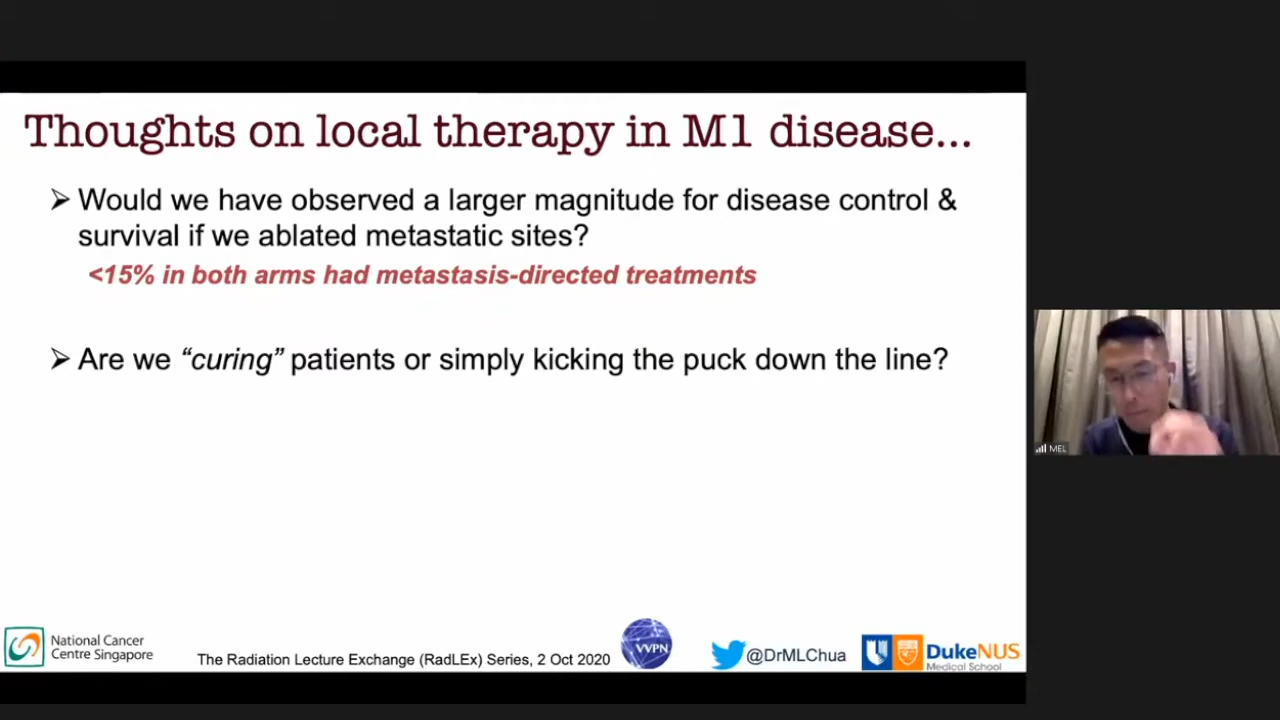 Thoughts on local therapy in M1 disease...
Would we have observed a larger magnitude for disease control &
survival if we ablated metastatic sites?
<15% in both arms had metastasis-directed treatments
Are we “curing” patients or simply kicking the puck down the line?
MEL
National Cancer
Centre Singapore
The Radiation Lecture Exchange (RadLEx) Series, 2 Oct 2020
VVPN
@DrMLChua
DukeNUS
Medical School